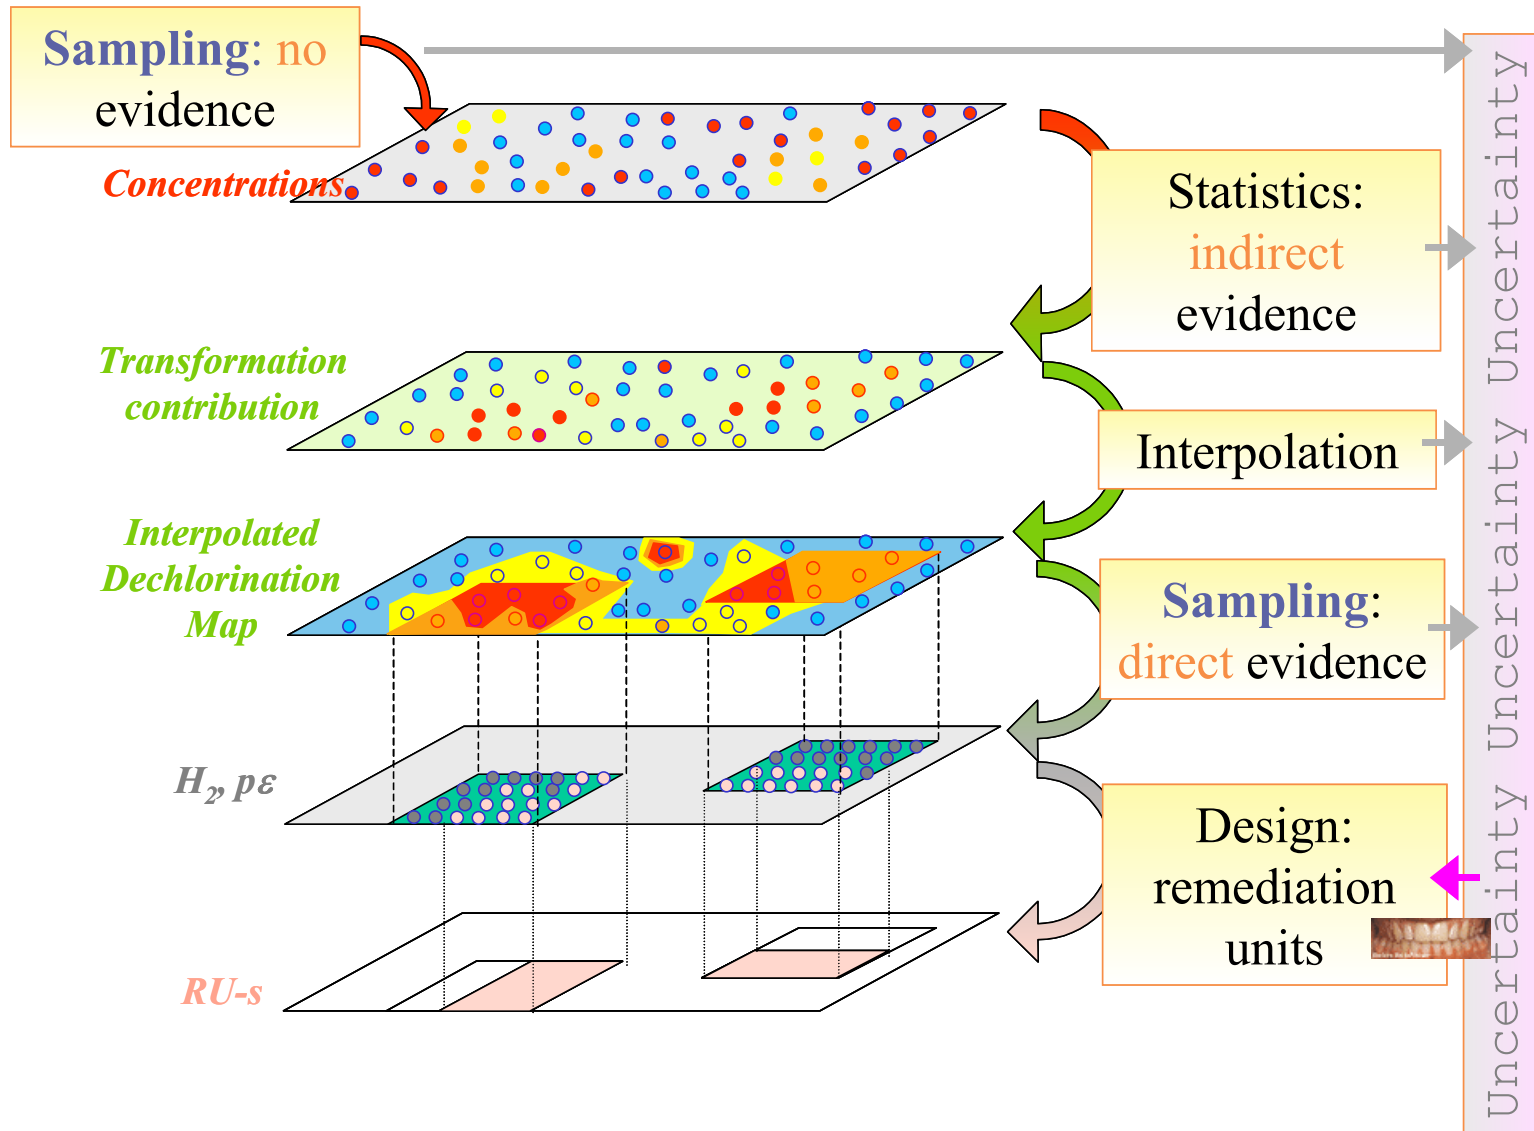 Sampling: no
evidence
Concentrations
Statistics:
indirect
evidence
Transformation
contribution
Interpolation
Interpolated
Dechlorination
Map
Sampling:
direct evidence
H2, pε
Design:
remediation
units
RU-s
Uncertainty Uncertainty Uncertainty Uncertainty